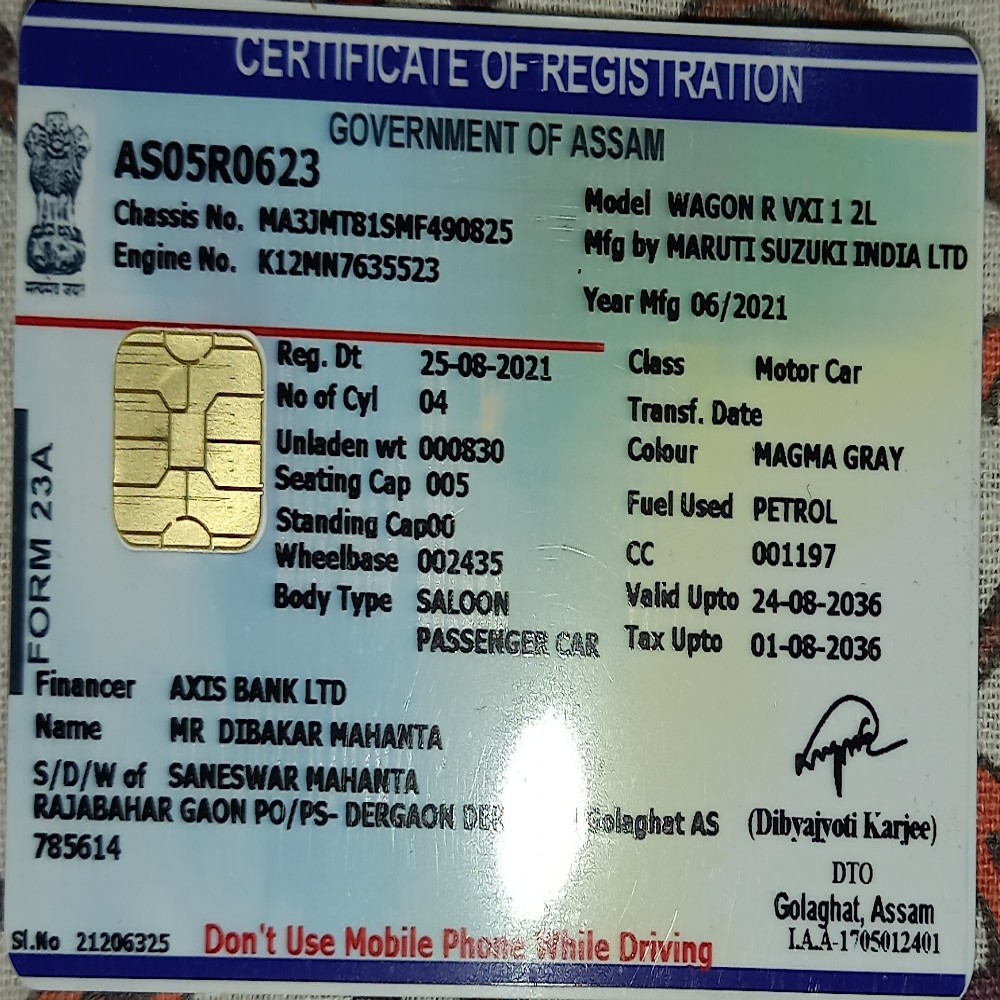 CERTIFICATE OF REGISTRATION
GOVERNMENT OF ASSAM
AS05R0623
Chassis No. MA3JMT81SMF490825
Engine No. K12MN7635523
Model WAGON R VXI 1 2L
Mfg by MARUTI SUZUKI INDIA LTD
Year Mfg 06/2021
सत्यमेव जयते
FORM 23A
Reg. Dt 25-08-2021
No of Cyl 04
Unladen wt 000830
Seating Cap 005
Standing Cap00
Wheelbase 002435
Body Type SALOON
PASSENGER CAR
Class Motor Car
Transf. Date
Colour MAGMA GRAY
Fuel Used PETROL
CC 001197
Valid Upto 24-08-2036
Tax Upto 01-08-2036
Financer AXIS BANK LTD
Name MR DIBAKAR MAHANTA
S/D/W of SANESWAR MAHANTA
RAJABAHAR GAON PO/PS- DERGAON Golaghat AS
785614
(Dibyajyoti Karjee)
DTO
Golaghat, Assam
I.A.A-1705012401
Sl.No 21206325
Don't Use Mobile Phone While Driving